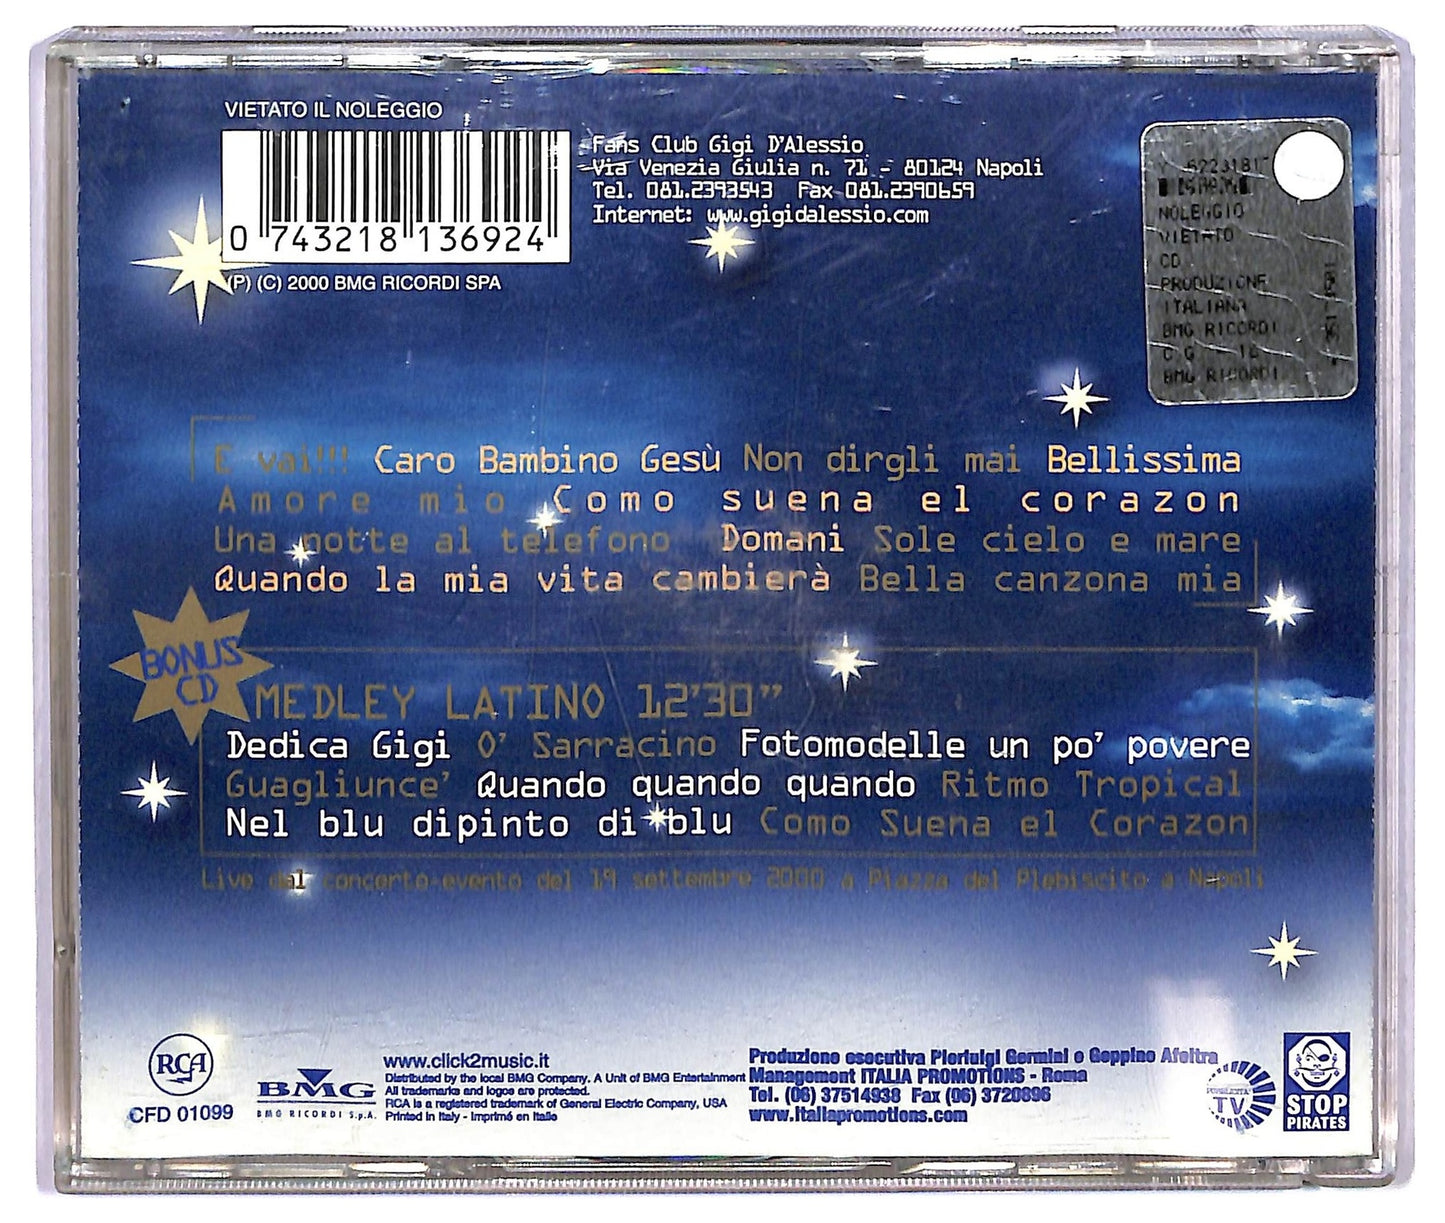 VIETATO IL NOLEGGIO
0 743218 136924
(P) (C) 2000 BMG RICORDI SPA
Fans Club Gigi D'Alessio
Via Venezia Giulia n. 71 - 80124 Napoli
Tel. 081.2393543 Fax 081.2390659
Internet: www.gigidalessio.com
NOLEGGIO
VIETATO
CD
PRODUZIONE
ITALIANA
BMG RICORDI
BMG RICORDI
E vai!!! Caro Bambino Gesù Non dirgli mai Bellissima
Amore mio Como suena el corazon
Una notte al telefono Domani Sole cielo e mare
Quando la mia vita cambierà Bella canzona mia
BONUS
CD
MEDLEY LATINO 12'30"
Dedica Gigi O' Sarracino Fotomodelle un po' povere
Guagliunce' Quando quando quando Ritmo Tropical
Nel blu dipinto di blu Como Suena el Corazon
Live dal concerto-evento del 19 settembre 2000 a Piazza del Plebiscito a Napoli
RCA
CFD 01099
BMG
BMG RICORDI S.p.A.
www.click2music.it
Distributed by the local BMG Company. A Unit of BMG Entertainment
All trademarks and logos are protected.
RCA is a registered trademark of General Electric Company, USA
Printed in Italy - Imprimé en Italie
Produzione esecutiva Pierluigi Germini e Geppino Afeltra
Management ITALIA PROMOTIONS - Roma
Tel. (06) 37514938 Fax (06) 3720896
www.italiapromotions.com
TV
STOP
PIRATES